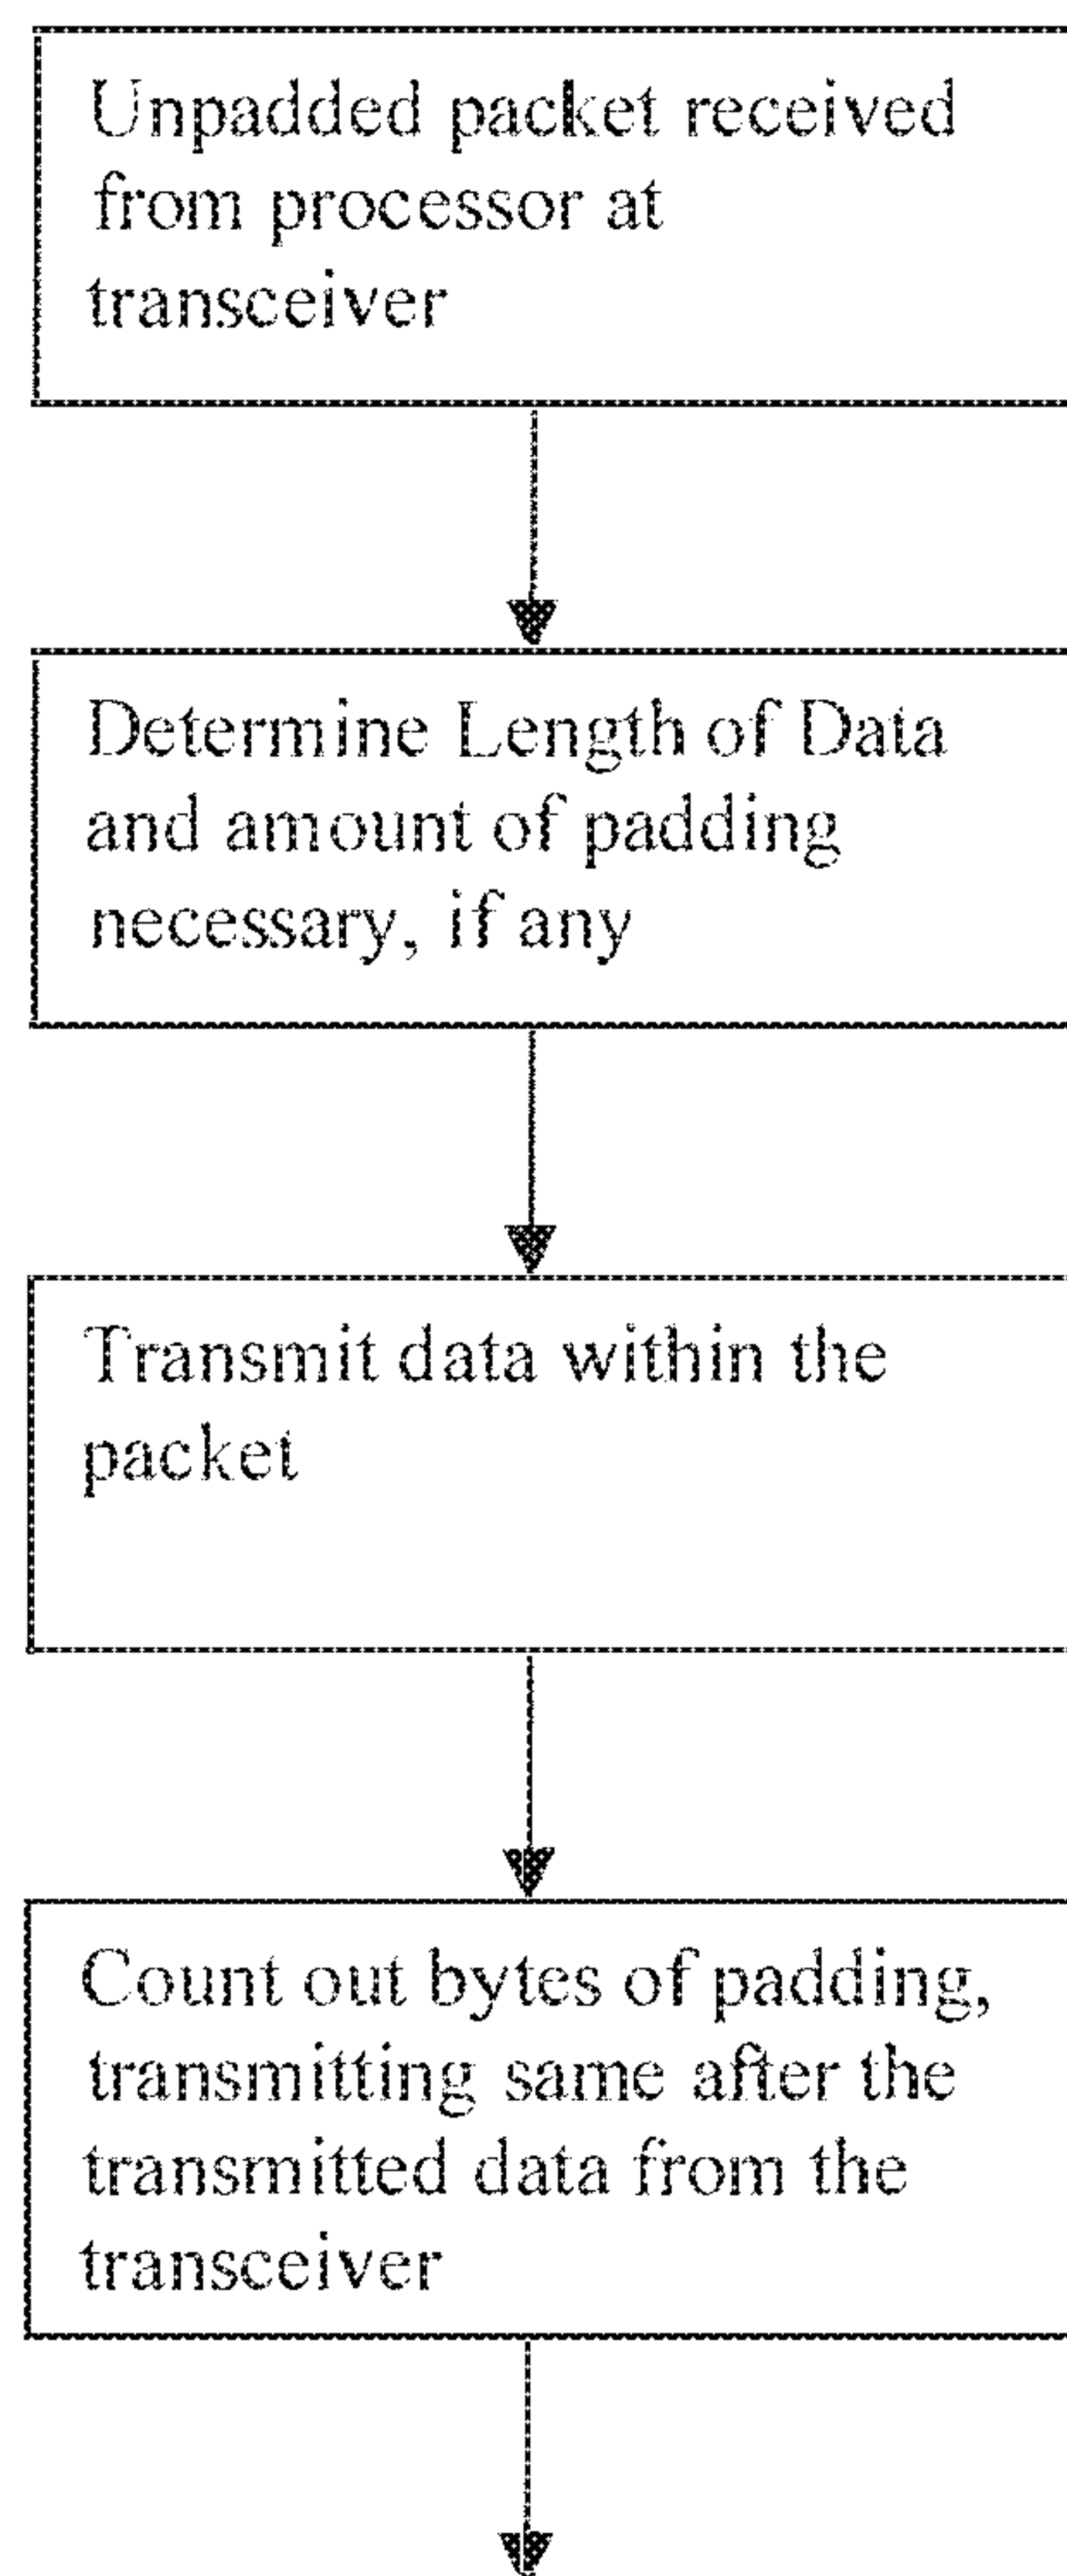 Unpadded packet received
from processor at
transceiver
Determine Length of Data
and amount of padding
necessary, if any
Transmit data within the
packet
Count out bytes of padding,
transmitting same after the
transmitted data from the
transceiver